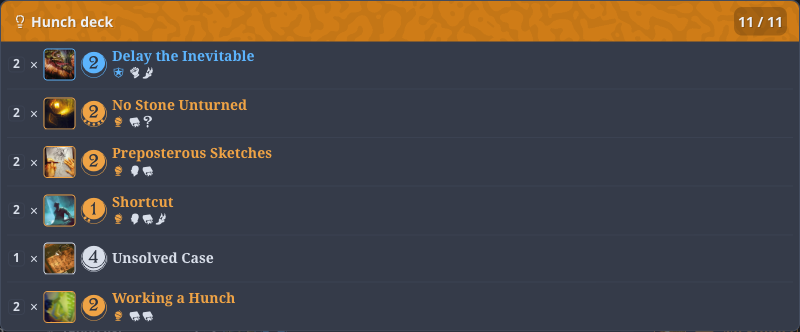 Hunch deck 11 / 11
2 × 2 Delay the Inevitable
2 × 2 No Stone Unturned
?
2 × 2 Preposterous Sketches
2 × 1 Shortcut
1 × 4 Unsolved Case
2 × 2 Working a Hunch